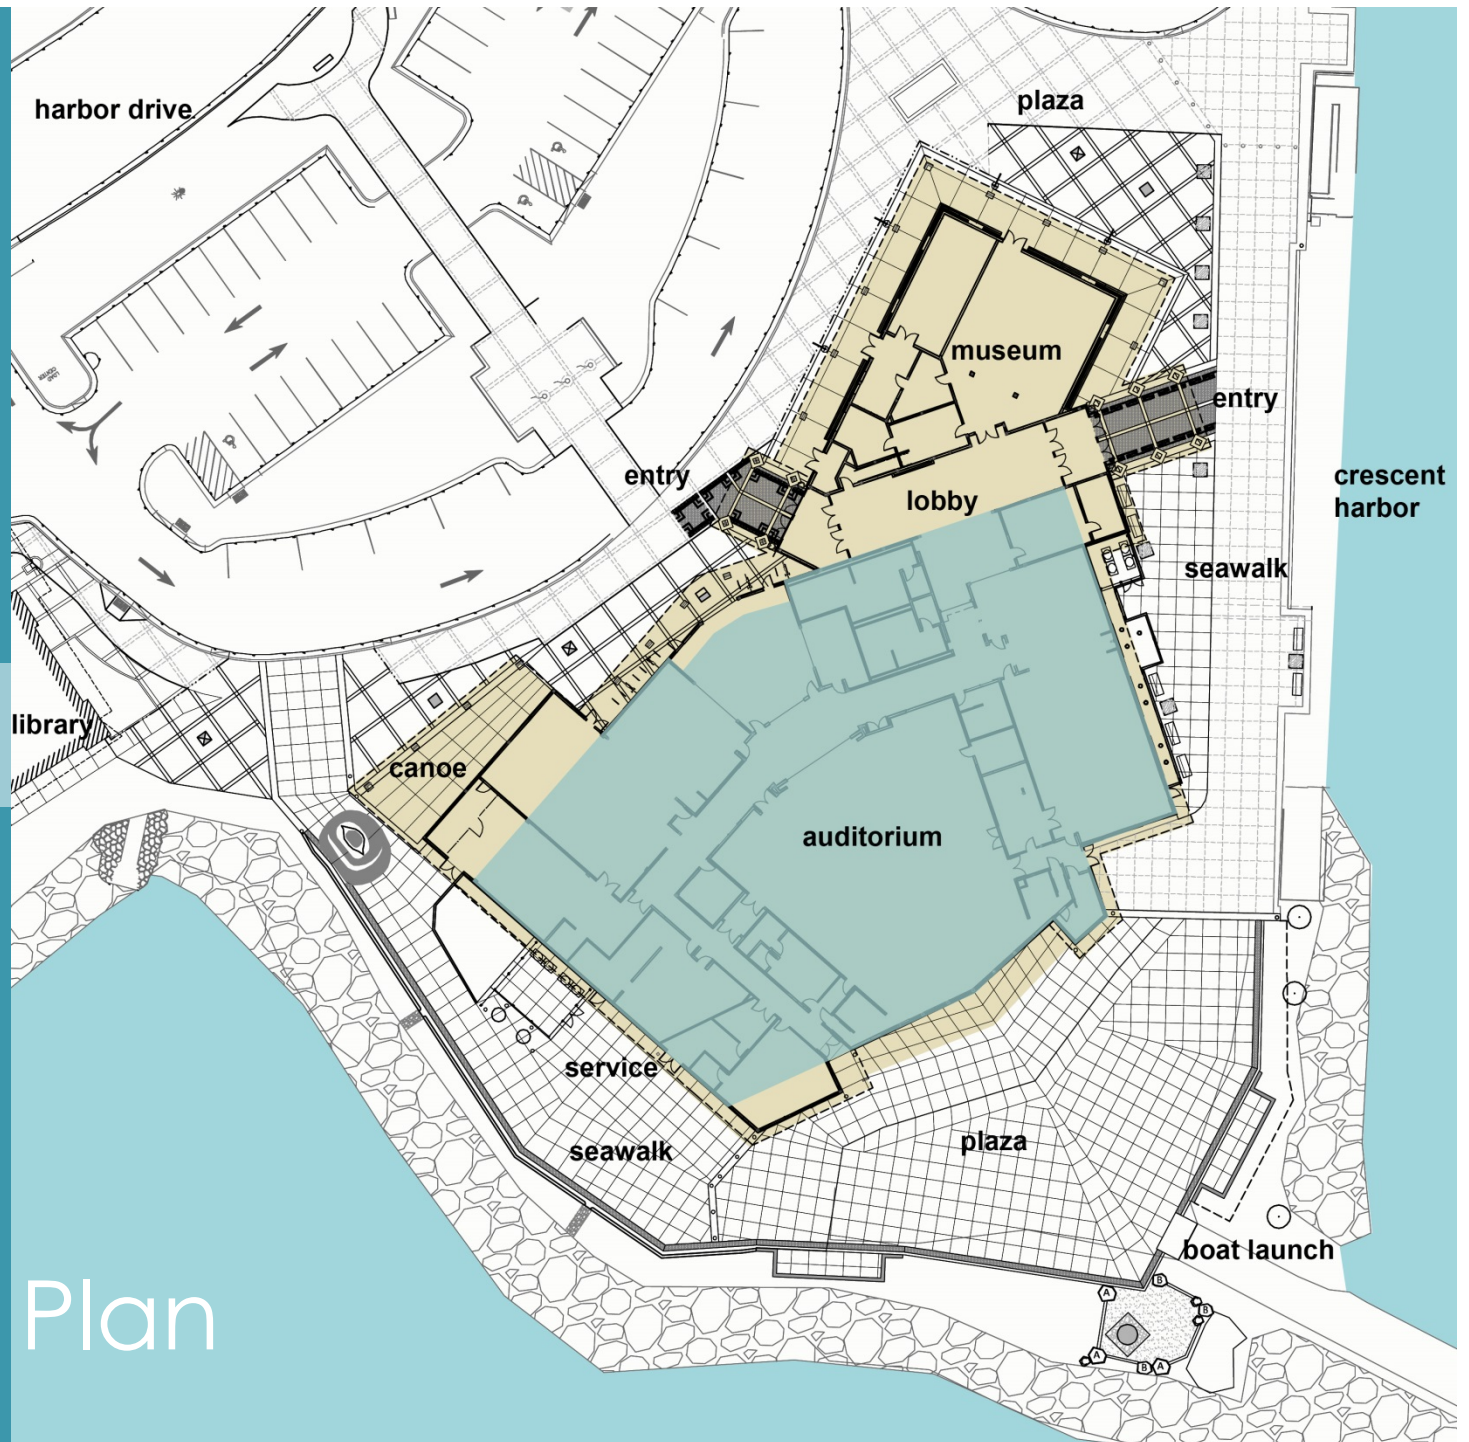 harbor drive
plaza
museum
entry
entry
lobby
crescent
harbor
seawalk
library
canoe
auditorium
service
seawalk
plaza
boat launch
Plan
A
B
B
A
B
A